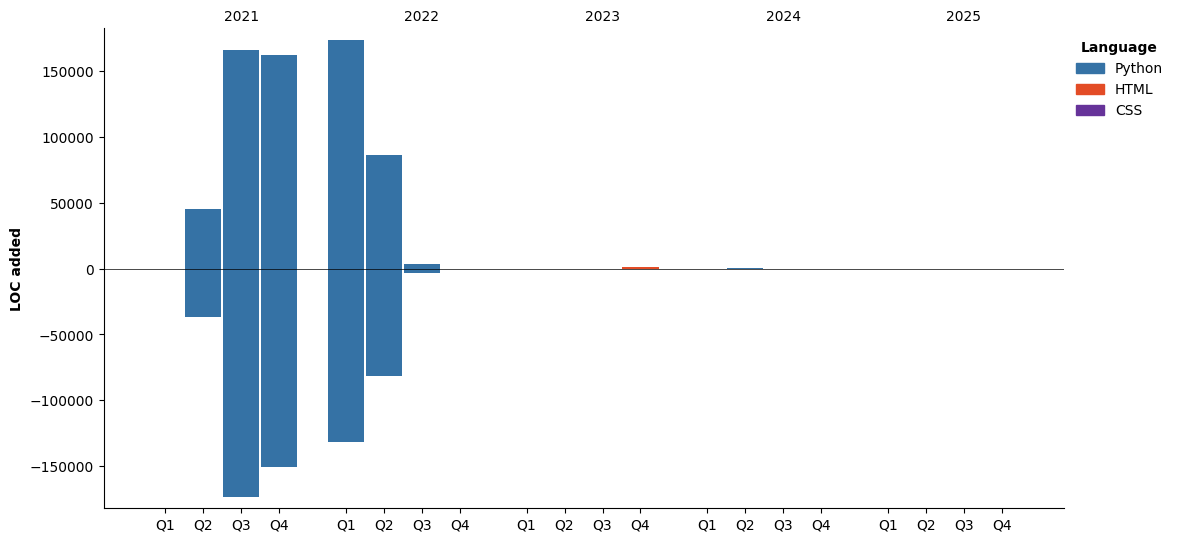 2021 2022 2023 2024 2025
Language
Python
HTML
CSS
LOC added
150000
100000
50000
0
−50000
−100000
−150000
Q1 Q2 Q3 Q4 Q1 Q2 Q3 Q4 Q1 Q2 Q3 Q4 Q1 Q2 Q3 Q4 Q1 Q2 Q3 Q4